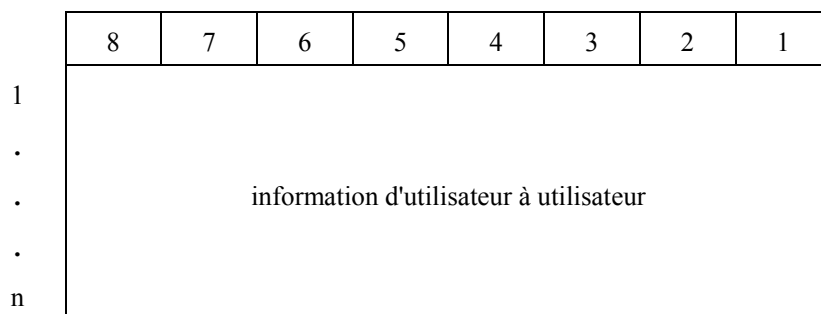 8 7 6 5 4 3 2 1
1
.
.
information d'utilisateur à utilisateur
.
n